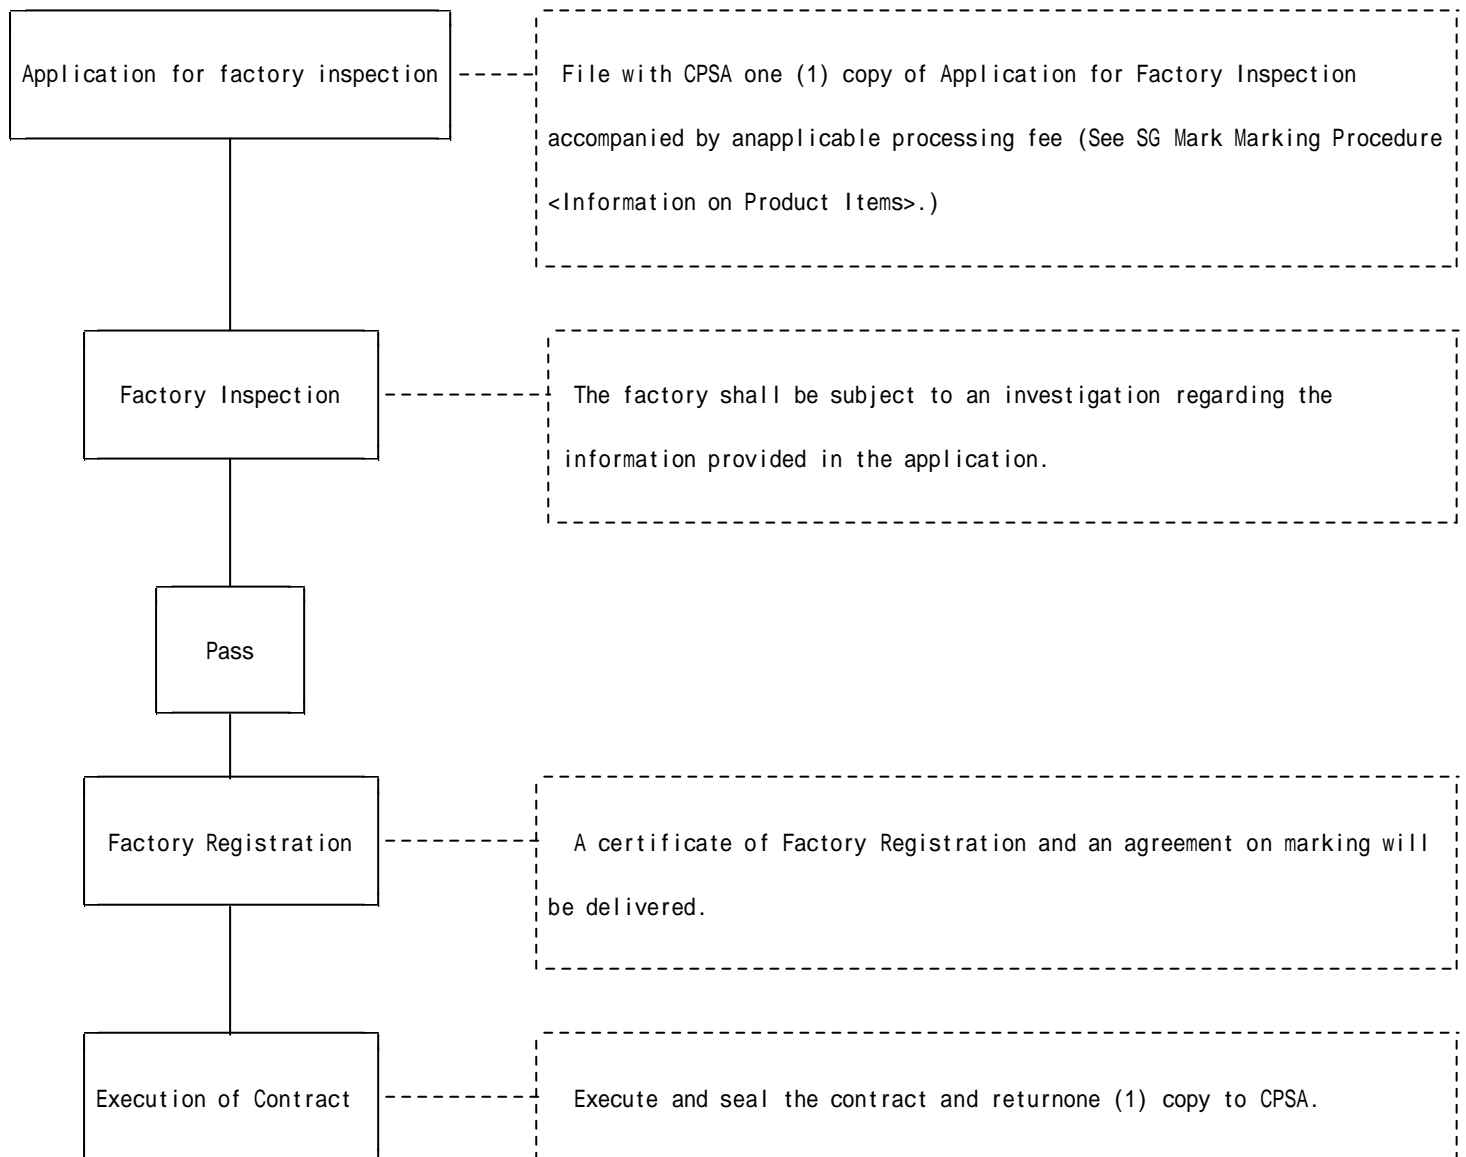 Application for factory inspection
File with CPSA one (1) copy of Application for Factory Inspection
accompanied by anapplicable processing fee (See SG Mark Marking Procedure
<Information on Product Items>.)
Factory Inspection
The factory shall be subject to an investigation regarding the
information provided in the application.
Pass
Factory Registration
A certificate of Factory Registration and an agreement on marking will
be delivered.
Execution of Contract
Execute and seal the contract and returnone (1) copy to CPSA.